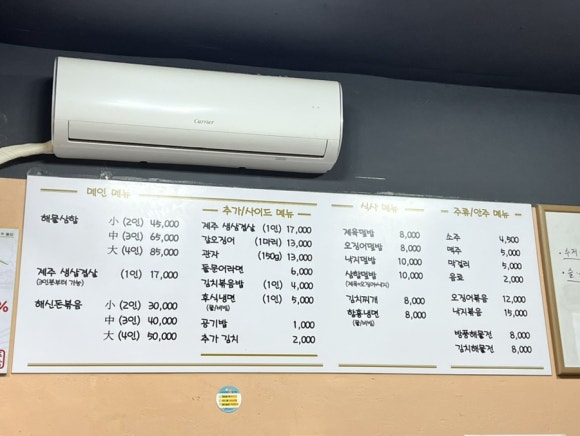 Carrier
메인 메뉴
해물삼합 小 (2인) 45,000
中 (3인) 65,000
大 (4인) 85,000
제주 생삼겹살 (1인) 17,000
(3인분부터 가능)
해신돈볶음 小 (2인) 30,000
中 (3인) 40,000
大 (4인) 50,000
추가/사이드 메뉴
제주 생삼겹살 (1인) 17,000
갑오징어 (1마리) 13,000
관자 (150g) 13,000
돌문어라면 6,000
김치볶음밥 (1인) 4,000
후식냉면 (1인) 5,000
(물/비빔)
공기밥 1,000
추가 김치 2,000
식사 메뉴
제육덮밥 8,000
오징어덮밥 8,000
낙지덮밥 10,000
삼합덮밥 10,000
(제육+오징어+낙지)
김치찌개 8,000
함흥냉면 8,000
(물/비빔)
주류/안주 메뉴
소주 4,500
맥주 5,000
막걸리 5,000
음료 2,000
오징어볶음 12,000
낙지볶음 15,000
방풍해물전 8,000
김치해물전 8,000